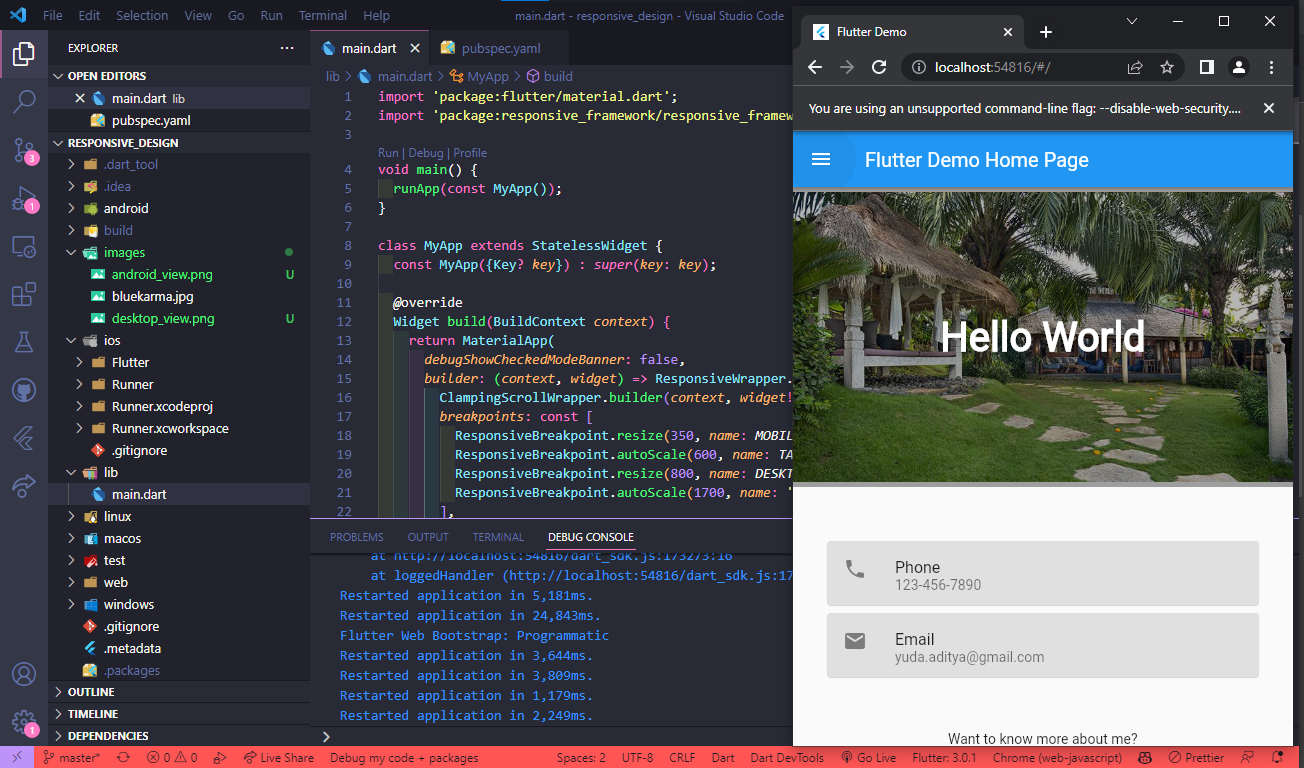 File Edit Selection View Go Run Terminal Help
main.dart - responsive_design - Visual Studio Code
EXPLORER
OPEN EDITORS
main.dart lib
pubspec.yaml
RESPONSIVE_DESIGN
.dart_tool
.idea
android
build
images
android_view.png U
bluekarma.jpg
desktop_view.png U
ios
Flutter
Runner
Runner.xcodeproj
Runner.xcworkspace
.gitignore
lib
main.dart
linux
macos
test
web
windows
.gitignore
.metadata
.packages
OUTLINE
TIMELINE
DEPENDENCIES
3
1
1
main.dart
pubspec.yaml
lib > main.dart > MyApp > build
1 import 'package:flutter/material.dart';
2 import 'package:responsive_framework/responsive_framew
3
Run | Debug | Profile
4 void main() {
5 runApp(const MyApp());
6 }
7
8 class MyApp extends StatelessWidget {
9 const MyApp({Key? key}) : super(key: key);
10
11 @override
12 Widget build(BuildContext context) {
13 return MaterialApp(
14 debugShowCheckedModeBanner: false,
15 builder: (context, widget) => ResponsiveWrapper.
16 ClampingScrollWrapper.builder(context, widget!
17 breakpoints: const [
18 ResponsiveBreakpoint.resize(350, name: MOBIL
19 ResponsiveBreakpoint.autoScale(600, name: TA
20 ResponsiveBreakpoint.resize(800, name: DESKT
21 ResponsiveBreakpoint.autoScale(1700, name: '
22 ],
PROBLEMS OUTPUT TERMINAL DEBUG CONSOLE
at http://localhost:54816/dart_sdk.js:173273:16
at loggedHandler (http://localhost:54816/dart_sdk.js:17
Restarted application in 5,181ms.
Restarted application in 24,843ms.
Flutter Web Bootstrap: Programmatic
Restarted application in 3,644ms.
Restarted application in 3,809ms.
Restarted application in 1,179ms.
Restarted application in 2,249ms.
Flutter Demo
localhost:54816/#/
You are using an unsupported command-line flag: --disable-web-security....
Flutter Demo Home Page
Hello World
Phone
123-456-7890
Email
yuda.aditya@gmail.com
Want to know more about me?
master* 0 0 Live Share Debug my code + packages Spaces: 2 UTF-8 CRLF Dart Dart DevTools Go Live Flutter: 3.0.1 Chrome (web-javascript) Prettier